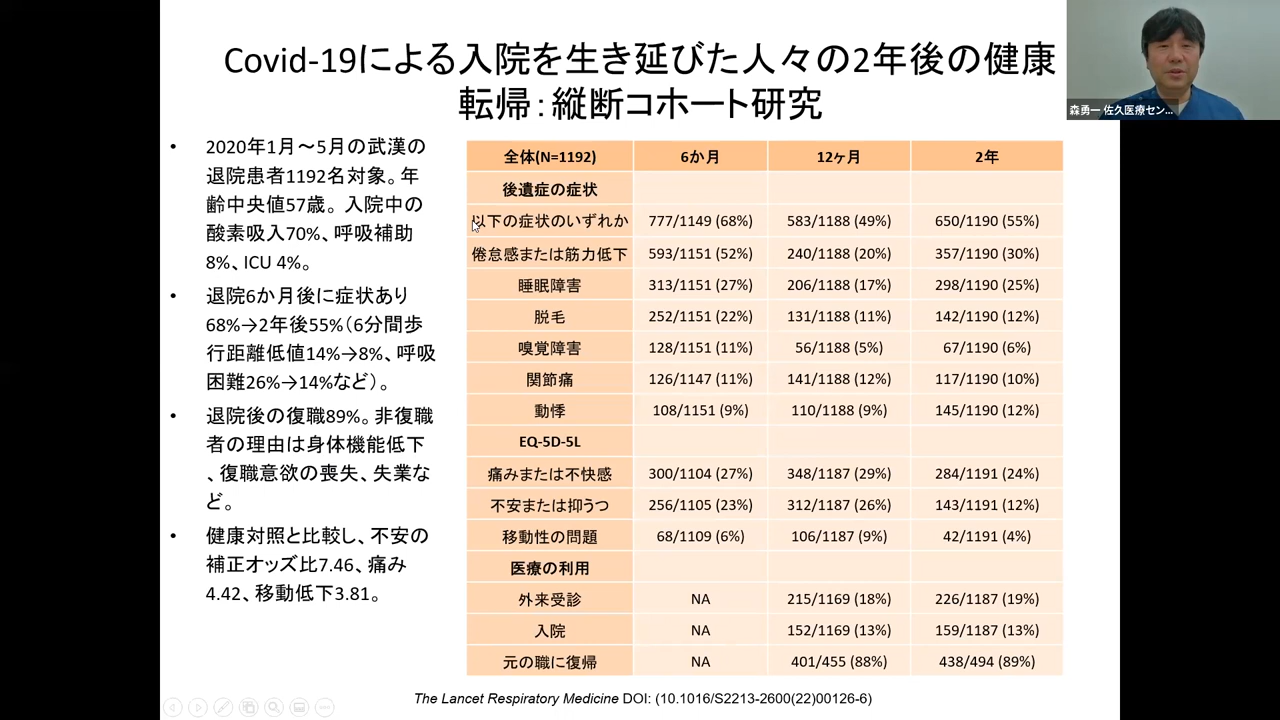 Covid-19による入院を生き延びた人々の2年後の健康
転帰：縦断コホート研究
森勇一 佐久医療セン...
• 2020年1月～5月の武漢の
退院患者1192名対象。年
齢中央値57歳。 入院中の
酸素吸入70%、呼吸補助
8%、ICU 4%。
• 退院6か月後に症状あり
68%→2年後55%（6分間歩
行距離低値14%→8%、呼吸
困難26%→14%など）。
• 退院後の復職89%。非復職
者の理由は身体機能低下
、復職意欲の喪失、失業な
ど。
• 健康対照と比較し、不安の
補正オッズ比7.46、痛み
4.42、移動低下3.81。
全体(N=1192) 6か月 12ヶ月 2年
後遺症の症状
以下の症状のいずれか 777/1149 (68%) 583/1188 (49%) 650/1190 (55%)
倦怠感または筋力低下 593/1151 (52%) 240/1188 (20%) 357/1190 (30%)
睡眠障害 313/1151 (27%) 206/1188 (17%) 298/1190 (25%)
脱毛 252/1151 (22%) 131/1188 (11%) 142/1190 (12%)
嗅覚障害 128/1151 (11%) 56/1188 (5%) 67/1190 (6%)
関節痛 126/1147 (11%) 141/1188 (12%) 117/1190 (10%)
動悸 108/1151 (9%) 110/1188 (9%) 145/1190 (12%)
EQ-5D-5L
痛みまたは不快感 300/1104 (27%) 348/1187 (29%) 284/1191 (24%)
不安または抑うつ 256/1105 (23%) 312/1187 (26%) 143/1191 (12%)
移動性の問題 68/1109 (6%) 106/1187 (9%) 42/1191 (4%)
医療の利用
外来受診 NA 215/1169 (18%) 226/1187 (19%)
入院 NA 152/1169 (13%) 159/1187 (13%)
元の職に復帰 NA 401/455 (88%) 438/494 (89%)
The Lancet Respiratory Medicine DOI: (10.1016/S2213-2600(22)00126-6)